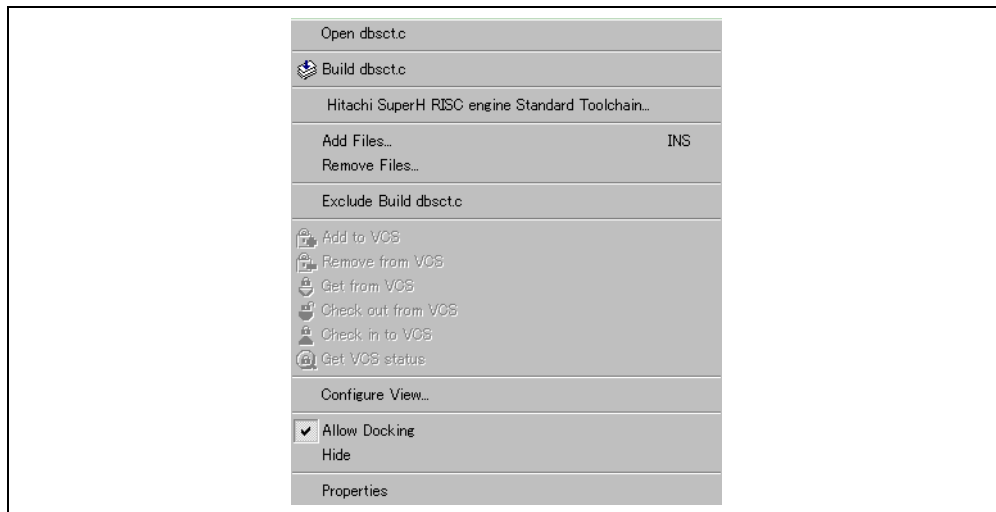 Open dbsct.c
Build dbsct.c
Hitachi SuperH RISC engine Standard Toolchain...
Add Files... INS
Remove Files...
Exclude Build dbsct.c
Add to VCS
Remove from VCS
Get from VCS
Check out from VCS
Check in to VCS
Get VCS status
Configure View...
Allow Docking
Hide
Properties